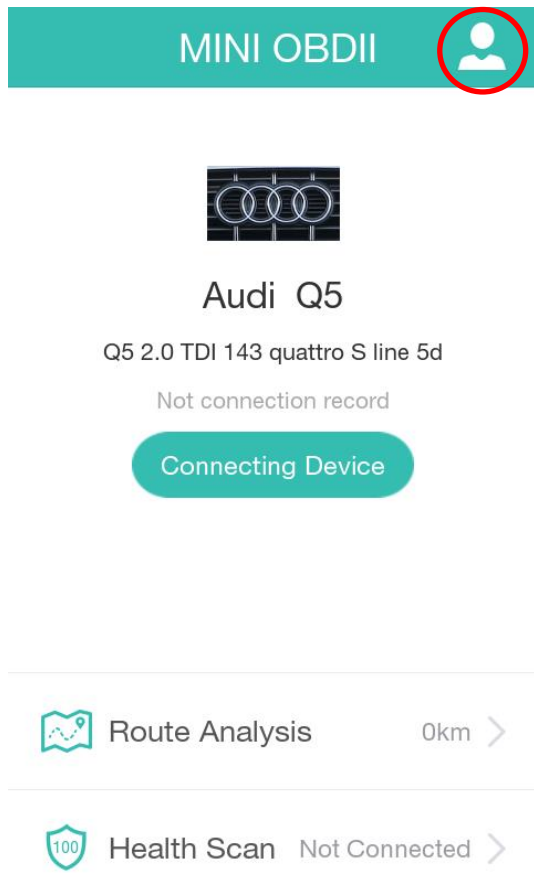 MINI OBDII
Audi Q5
Q5 2.0 TDI 143 quattro S line 5d
Not connection record
Connecting Device
Route Analysis 0km
100 Health Scan Not Connected